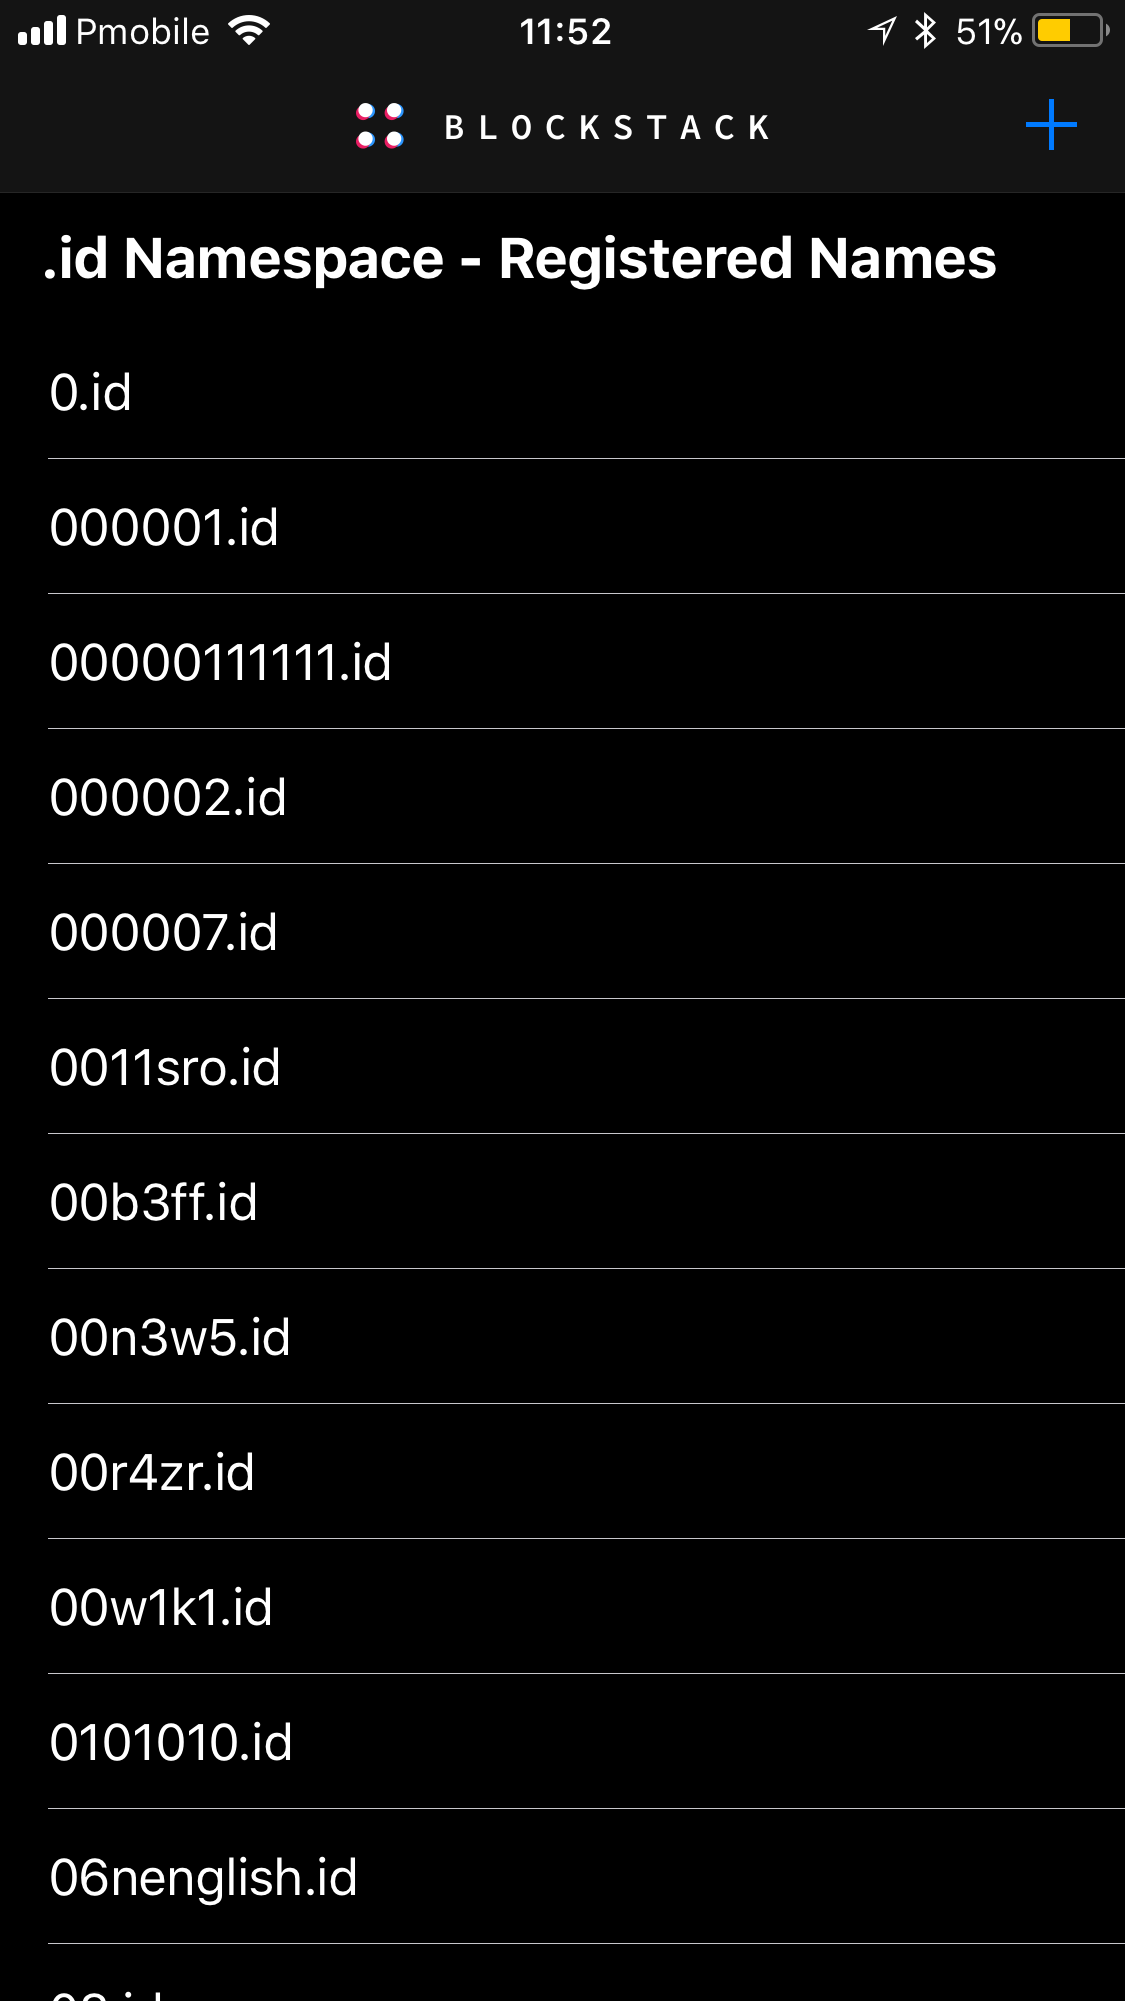 Pmobile 11:52 51%
BLOCKSTACK
.id Namespace - Registered Names
0.id
000001.id
00000111111.id
000002.id
000007.id
0011sro.id
00b3ff.id
00n3w5.id
00r4zr.id
00w1k1.id
0101010.id
06nenglish.id